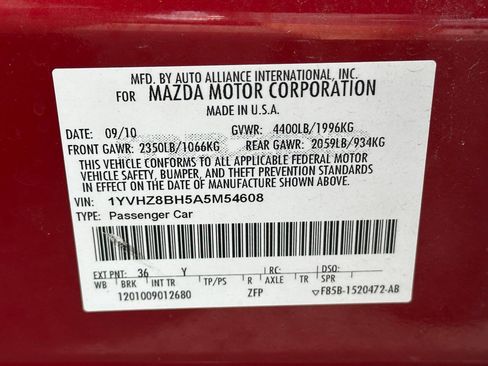 MFD. BY AUTO ALLIANCE INTERNATIONAL, INC.
FOR MAZDA MOTOR CORPORATION
MADE IN U.S.A.
DATE: 09/10 GVWR: 4400LB/1996KG
FRONT GAWR: 2350LB/1066KG REAR GAWR: 2059LB/934KG
THIS VEHICLE CONFORMS TO ALL APPLICABLE FEDERAL MOTOR
VEHICLE SAFETY, BUMPER, AND THEFT PREVENTION STANDARDS
IN EFFECT ON THE DATE OF MANUFACTURE SHOWN ABOVE.
VIN: 1YVHZ8BH5A5M54608
TYPE: Passenger Car
EXT PNT: 36 Y RC: DSO:
WB BRK INT TR TP/PS R AXLE TR SPR
1201009012680 ZFP ▽F85B-1520472-AB